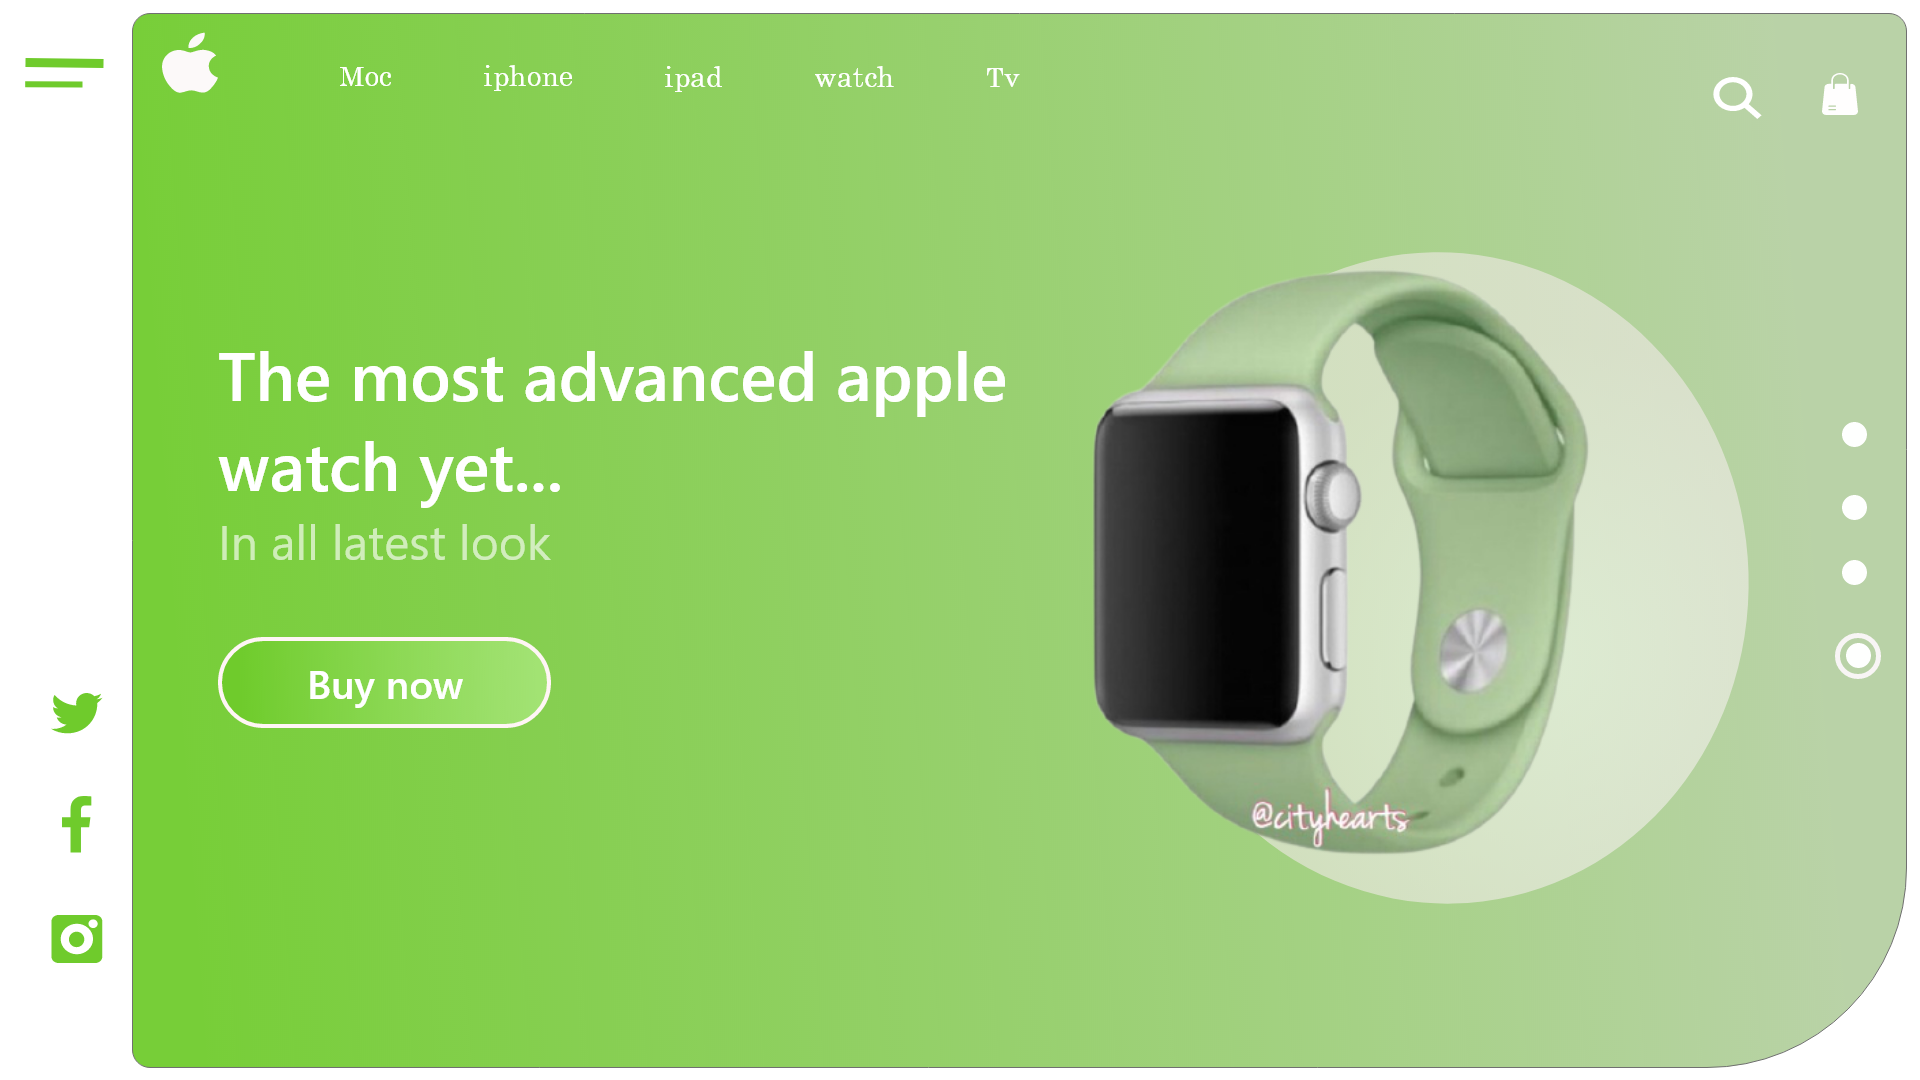 Moc iphone ipad watch Tv
The most advanced apple
watch yet...
In all latest look
Buy now
@cityhearts